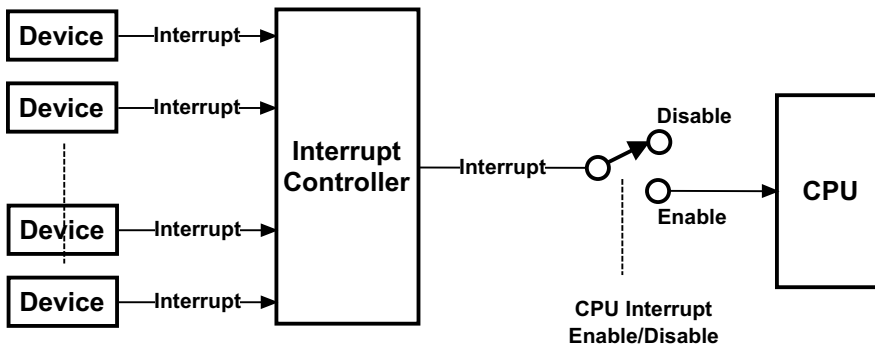 Device
Interrupt
Device
Interrupt
Device
Interrupt
Device
Interrupt
Interrupt
Controller
Interrupt
Disable
Enable
CPU
CPU Interrupt
Enable/Disable